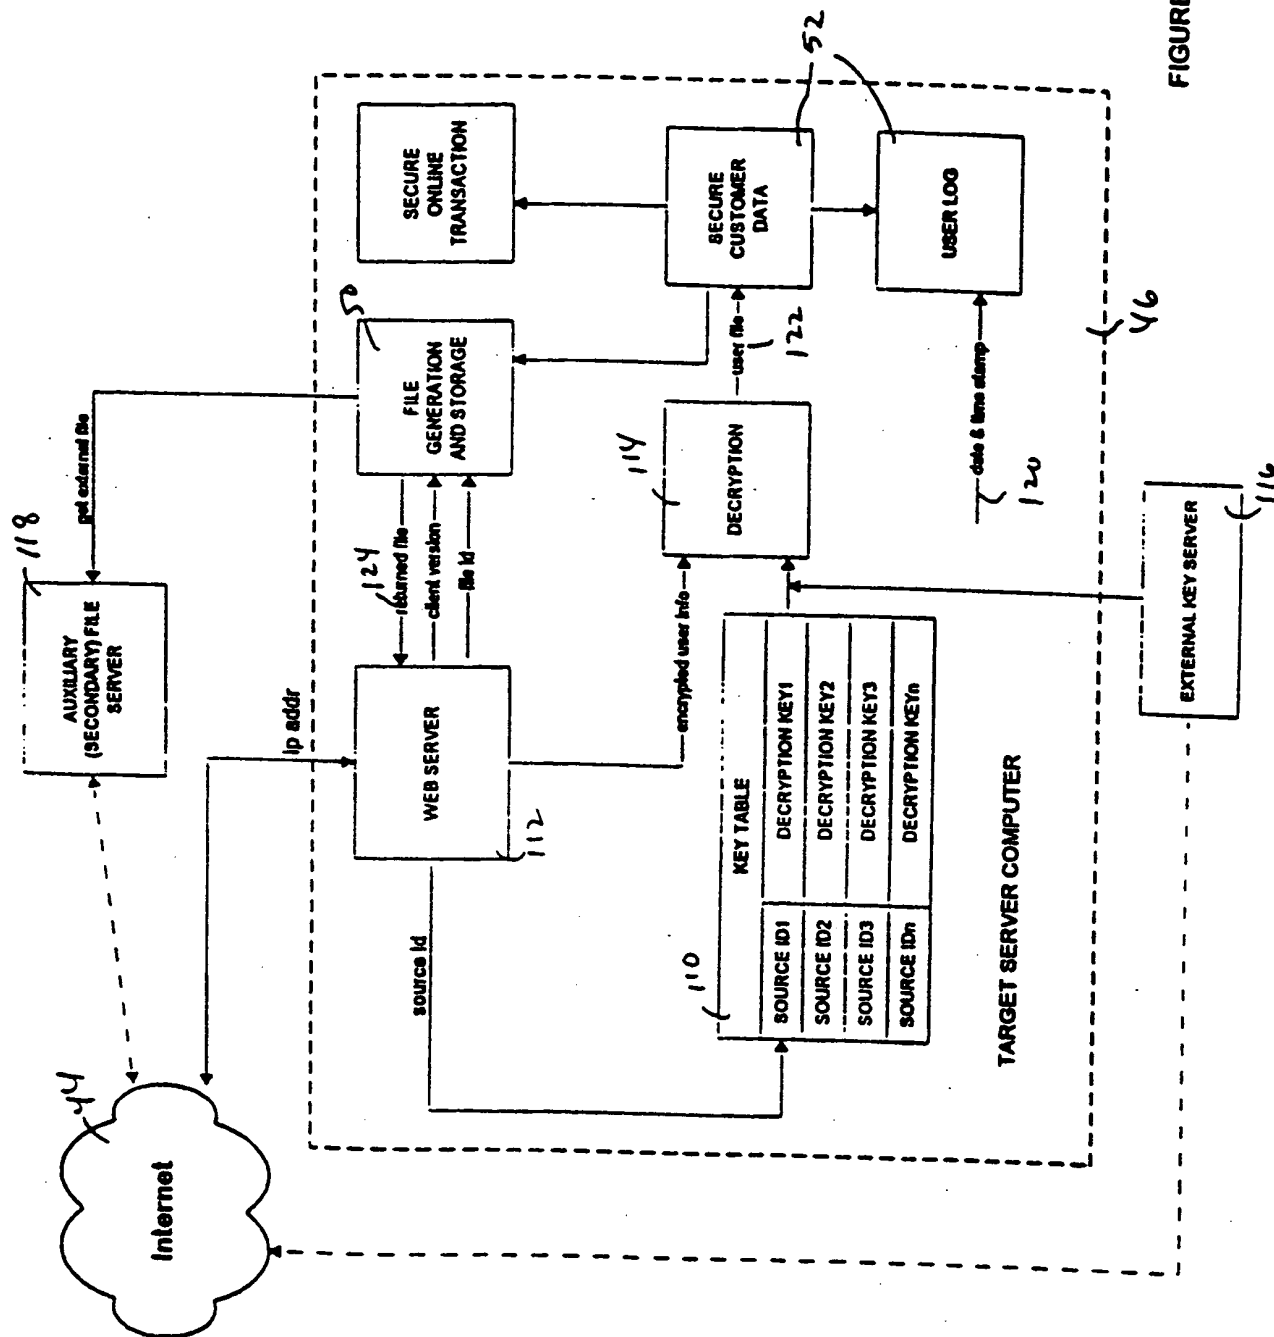 Internet
44
AUXILIARY
(SECONDARY) FILE
SERVER
118
get external file
ip addr
source id
WEB SERVER
112
returned file
124
client version
file id
FILE
GENERATION
AND STORAGE
50
SECURE
ONLINE
TRANSACTION
encrypted user info
DECRYPTION
114
user file
122
SECURE
CUSTOMER
DATA
52
USER LOG
date & time stamp
120
110
KEY TABLE
SOURCE ID1 DECRYPTION KEY1
SOURCE ID2 DECRYPTION KEY2
SOURCE ID3 DECRYPTION KEY3
SOURCE IDn DECRYPTION KEYn
TARGET SERVER COMPUTER
46
EXTERNAL KEY SERVER
116
FIGURE